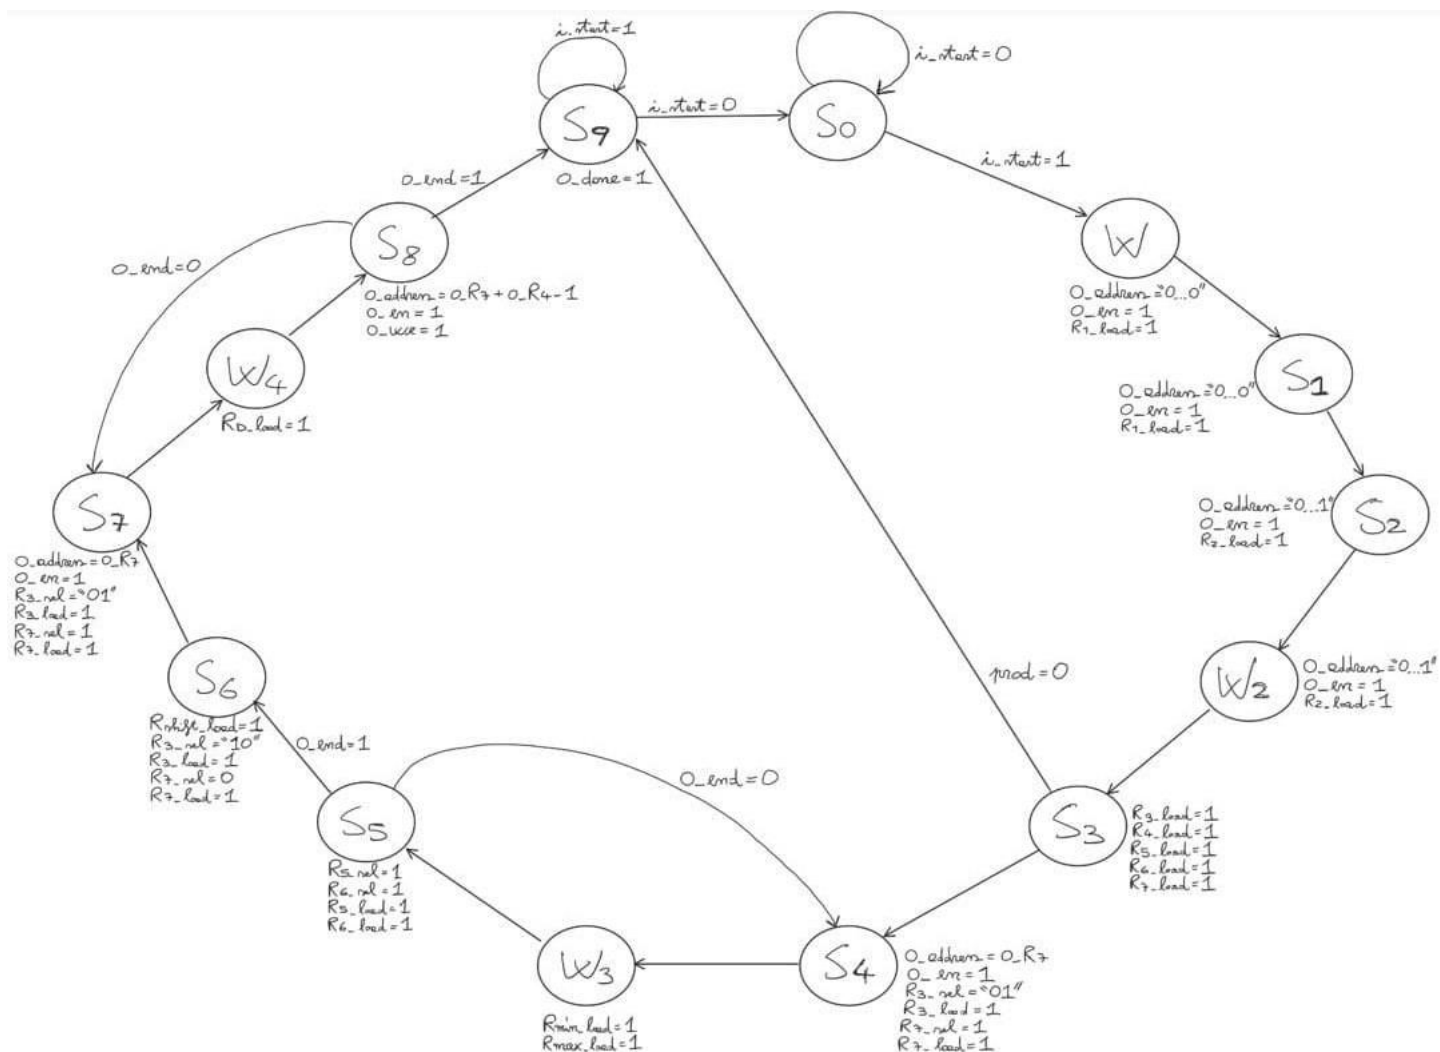 i_start=1
i_start=0
S9
i_start=0
S0
o_done=1
i_start=1
o_end=1
S8
o_end=0
o_address=o_R7+o_R4-1
o_en=1
o_we=1
W
o_address="0...0"
o_en=1
R1_load=1
W4
RD_load=1
S1
o_address="0...0"
o_en=1
R1_load=1
S7
o_address=o_R7
o_en=1
R3_sel="01"
R3_load=1
R7_sel=1
R7_load=1
S2
o_address="0...1"
o_en=1
R2_load=1
S6
Rshift_load=1
R3_sel="10"
R3_load=1
R7_sel=0
R7_load=1
W2
o_address="0...1"
o_en=1
R2_load=1
prod=0
o_end=1
o_end=0
S5
R5_sel=1
R6_sel=1
R5_load=1
R6_load=1
S3
R3_load=1
R4_load=1
R5_load=1
R6_load=1
R7_load=1
W3
Rmin_load=1
Rmax_load=1
S4
o_address=o_R7
o_en=1
R3_sel="01"
R3_load=1
R7_sel=1
R7_load=1